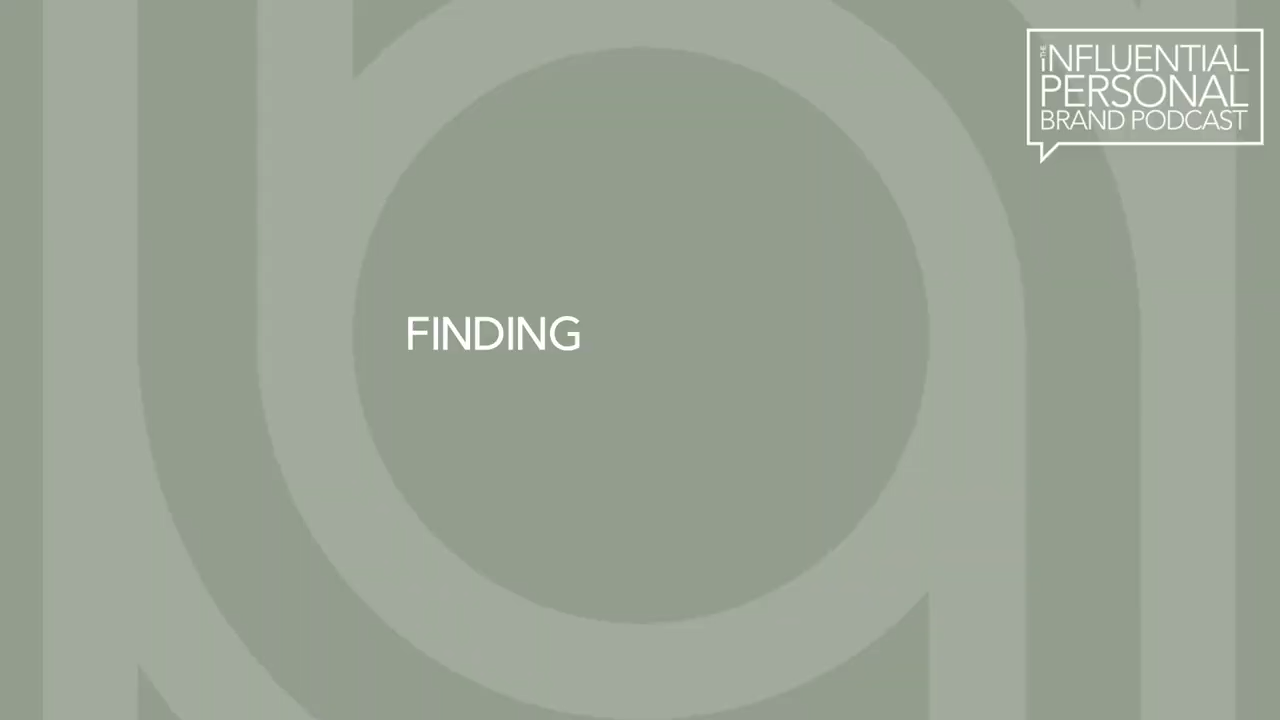 THE
iNFLUENTIAL
PERSONAL
BRAND PODCAST
FINDING